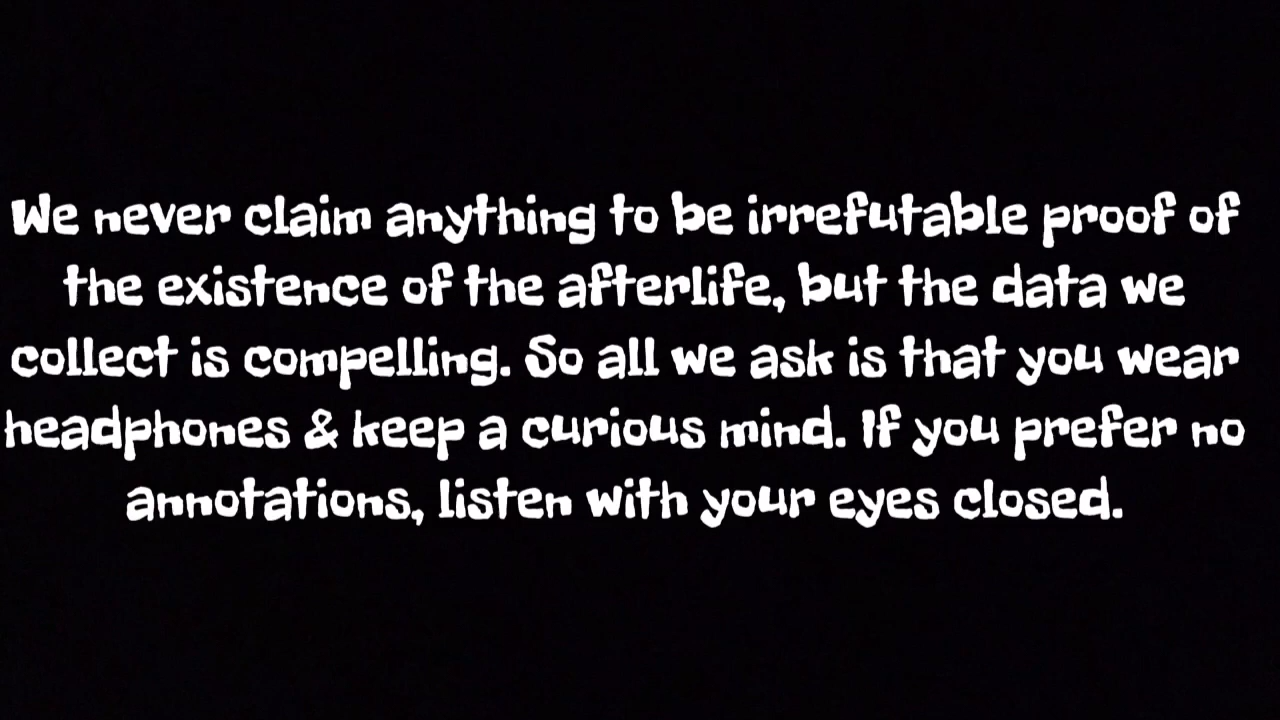 We never claim anything to be irrefutable proof of
the existence of the afterlife, but the data we
collect is compelling. So all we ask is that you wear
headphones & keep a curious mind. If you prefer no
annotations, listen with your eyes closed.